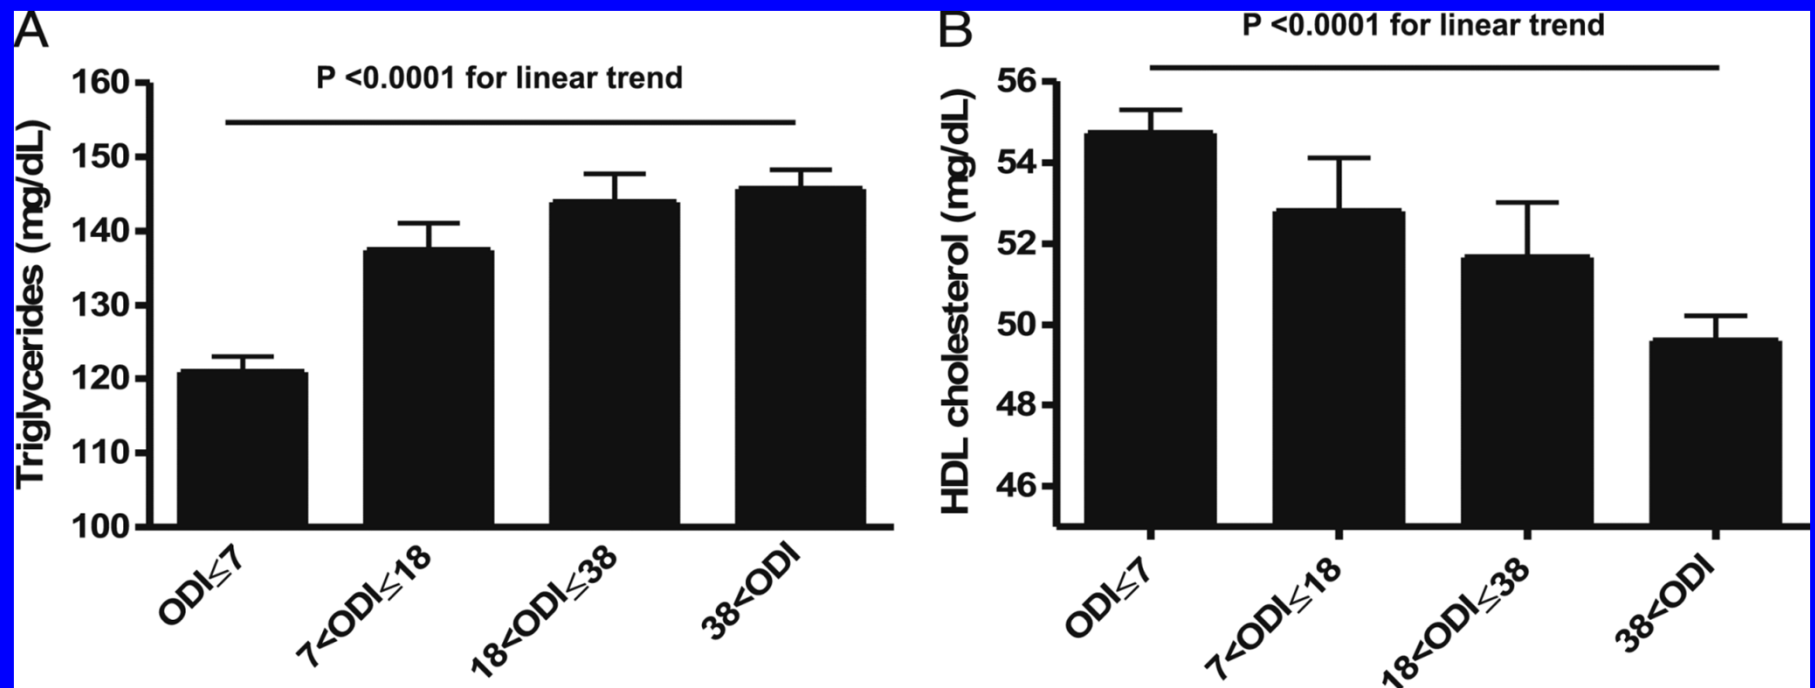 A
P <0.0001 for linear trend
Triglycerides (mg/dL)
160
150
140
130
120
110
100
ODI≤7
7<ODI≤18
18<ODI≤38
38<ODI
B
P <0.0001 for linear trend
HDL cholesterol (mg/dL)
56
54
52
50
48
46
ODI≤7
7<ODI≤18
18<ODI≤38
38<ODI